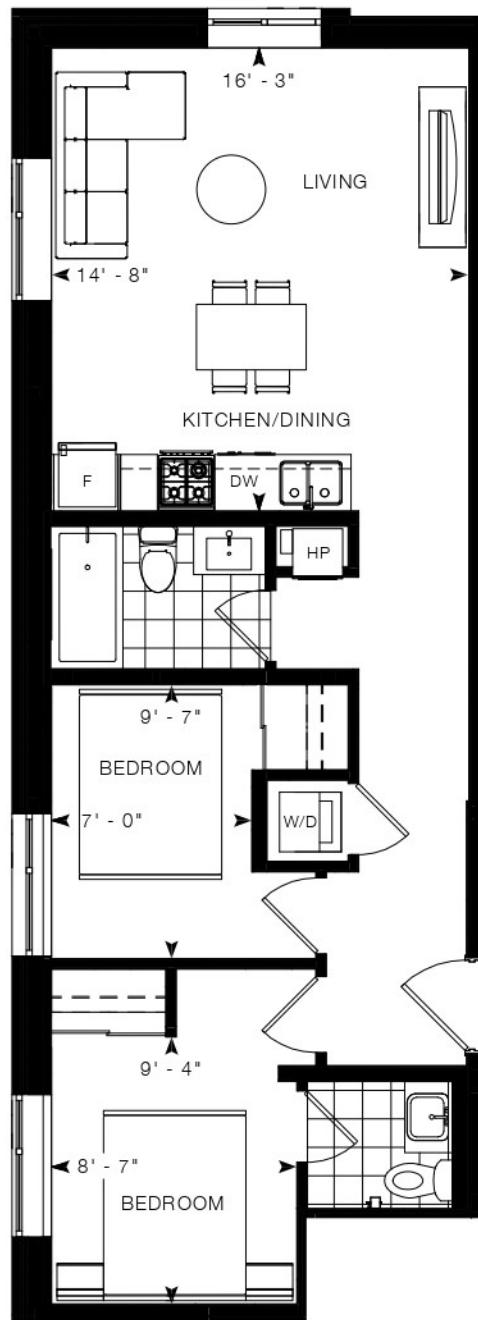 16' - 3"
LIVING
14' - 8"
KITCHEN/DINING
F
DW
HP
9' - 7"
BEDROOM
7' - 0"
W/D
9' - 4"
8' - 7"
BEDROOM